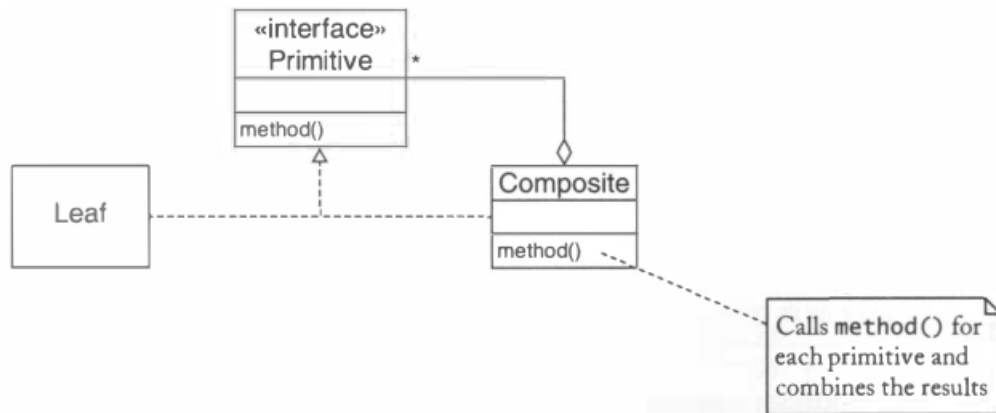 «interface»
Primitive
*
method()
Leaf
Composite
method()
Calls method() for
each primitive and
combines the results